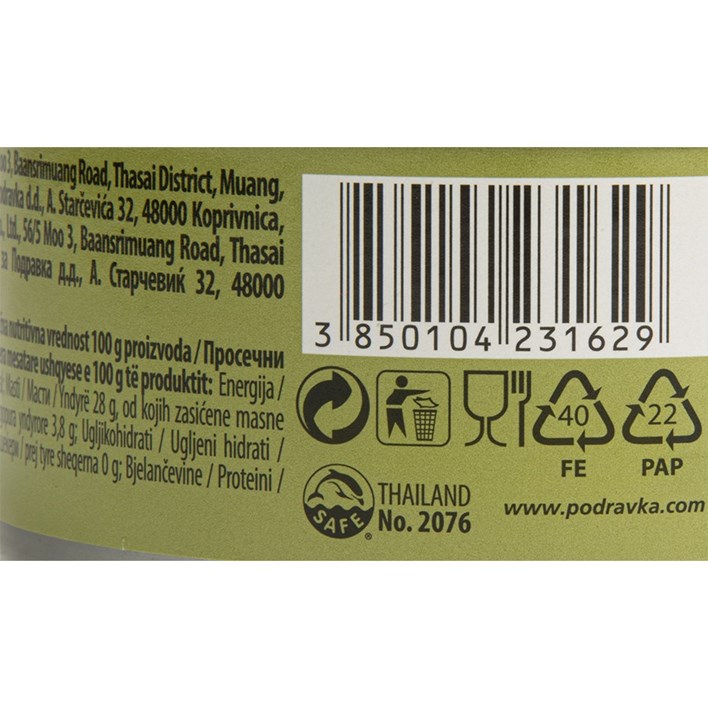 3, Baansrimuang Road, Thasai District, Muang,
dravka d.d., A. Starčevića 32, 48000 Koprivnica,
, Ltd., 56/5 Moo 3, Baansrimuang Road, Thasai
за Подравка д.д., А. Старчевиќ 32, 48000
nutritivna vrednost 100 g proizvoda / Просечни
mesatare ushqyese e 100 g të produktit: Energija /
Masti / Масти / Yndyrë 28 g, od kojih zasićene masne
yndyrore 3,8 g; Ugljikohidrati / Ugljeni hidrati /
/ prej tyre sheqerna 0 g; Bjelančevine / Proteini /
3 850104 231629
40
FE
22
PAP
SAFE
THAILAND
No. 2076
www.podravka.com